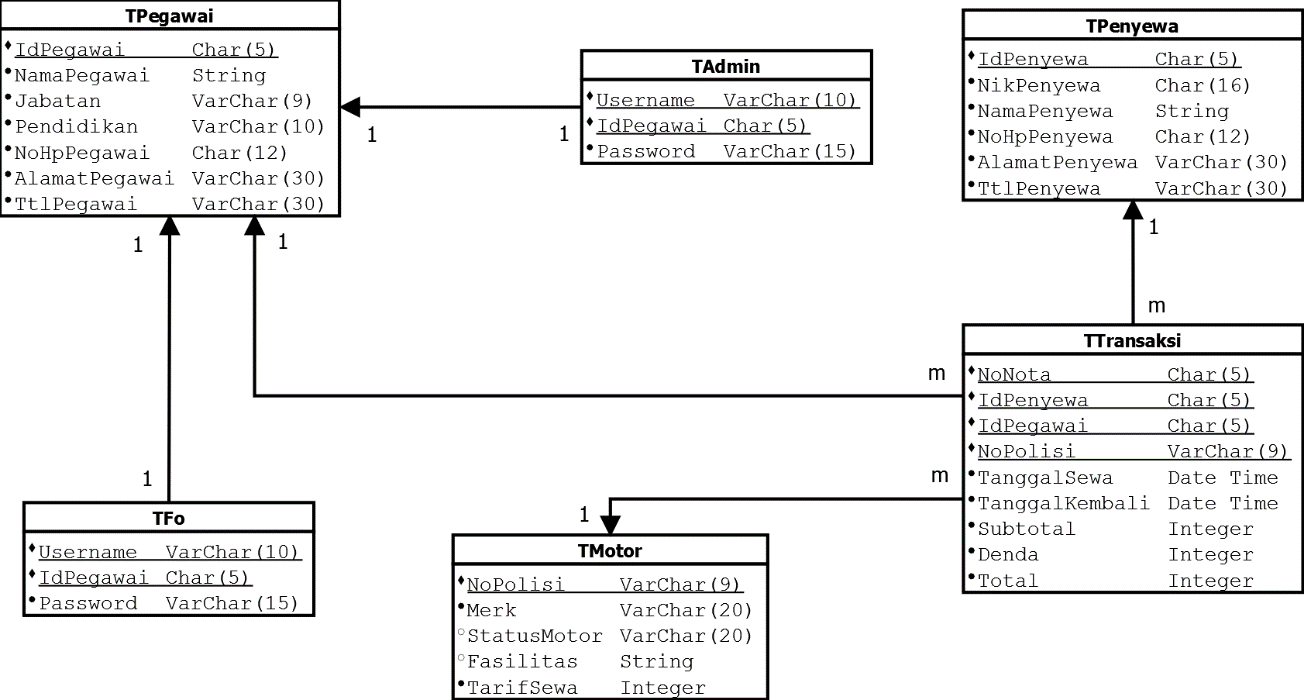 TPegawai
IdPegawai Char(5)
NamaPegawai String
Jabatan VarChar(9)
Pendidikan VarChar(10)
NoHpPegawai Char(12)
AlamatPegawai VarChar(30)
TtlPegawai VarChar(30)
1
1
TAdmin
Username VarChar(10)
IdPegawai Char(5)
Password VarChar(15)
TPenyewa
IdPenyewa Char(5)
NikPenyewa Char(16)
NamaPenyewa String
NoHpPenyewa Char(12)
AlamatPenyewa VarChar(30)
TtlPenyewa VarChar(30)
1
1
1
m
m
TTransaksi
NoNota Char(5)
IdPenyewa Char(5)
IdPegawai Char(5)
NoPolisi VarChar(9)
TanggalSewa Date Time
TanggalKembali Date Time
Subtotal Integer
Denda Integer
Total Integer
1
TFo
Username VarChar(10)
IdPegawai Char(5)
Password VarChar(15)
m
1
TMotor
NoPolisi VarChar(9)
Merk VarChar(20)
StatusMotor VarChar(20)
Fasilitas String
TarifSewa Integer